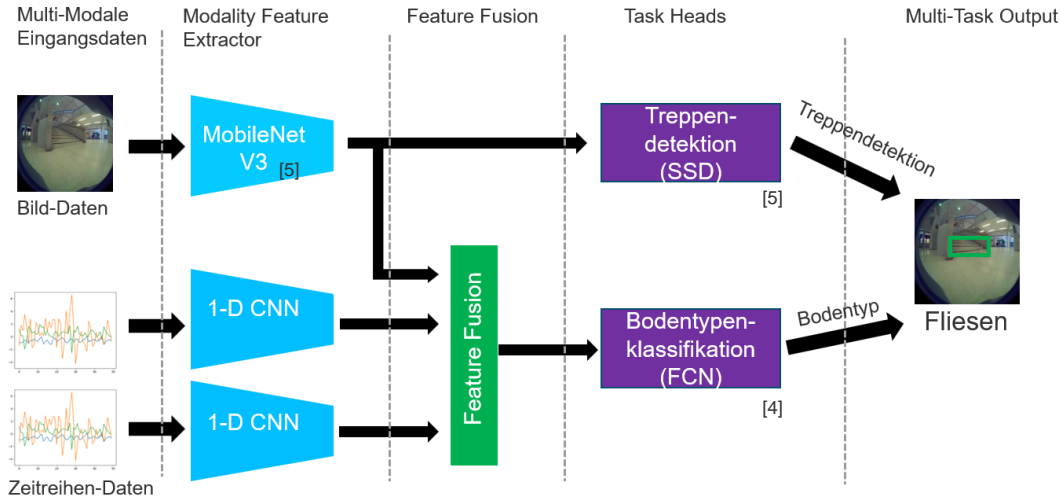 Multi-Modale
Eingangsdaten
Modality Feature
Extractor
Feature Fusion
Task Heads
Multi-Task Output
MobileNet
V3 [5]
Bild-Daten
Treppen-
detektion
(SSD)
[5]
Treppendetektion
1-D CNN
1-D CNN
Zeitreihen-Daten
Feature Fusion
Bodentypen-
klassifikation
(FCN)
[4]
Bodentyp
Fliesen